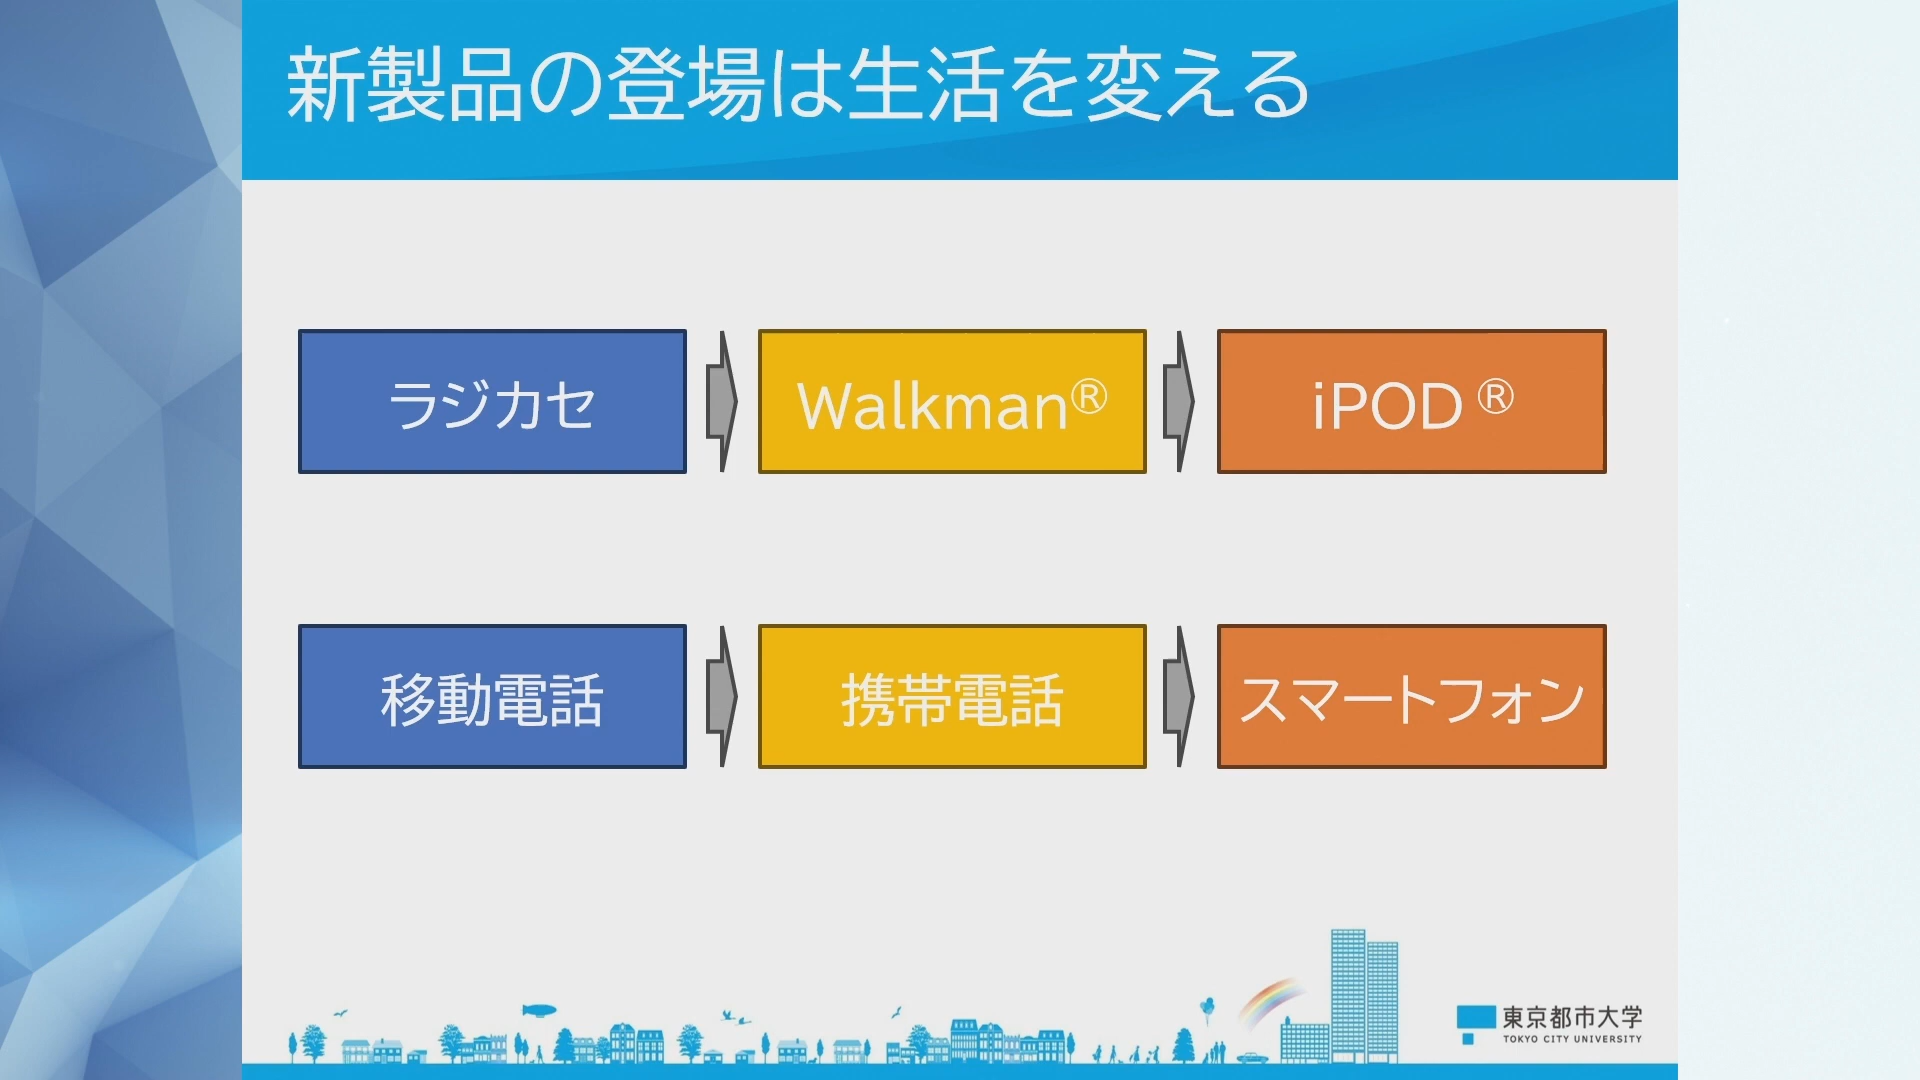 新製品の登場は生活を変える
ラジカセ
Walkman®
iPOD ®
移動電話
携帯電話
スマートフォン
東京都市大学
TOKYO CITY UNIVERSITY